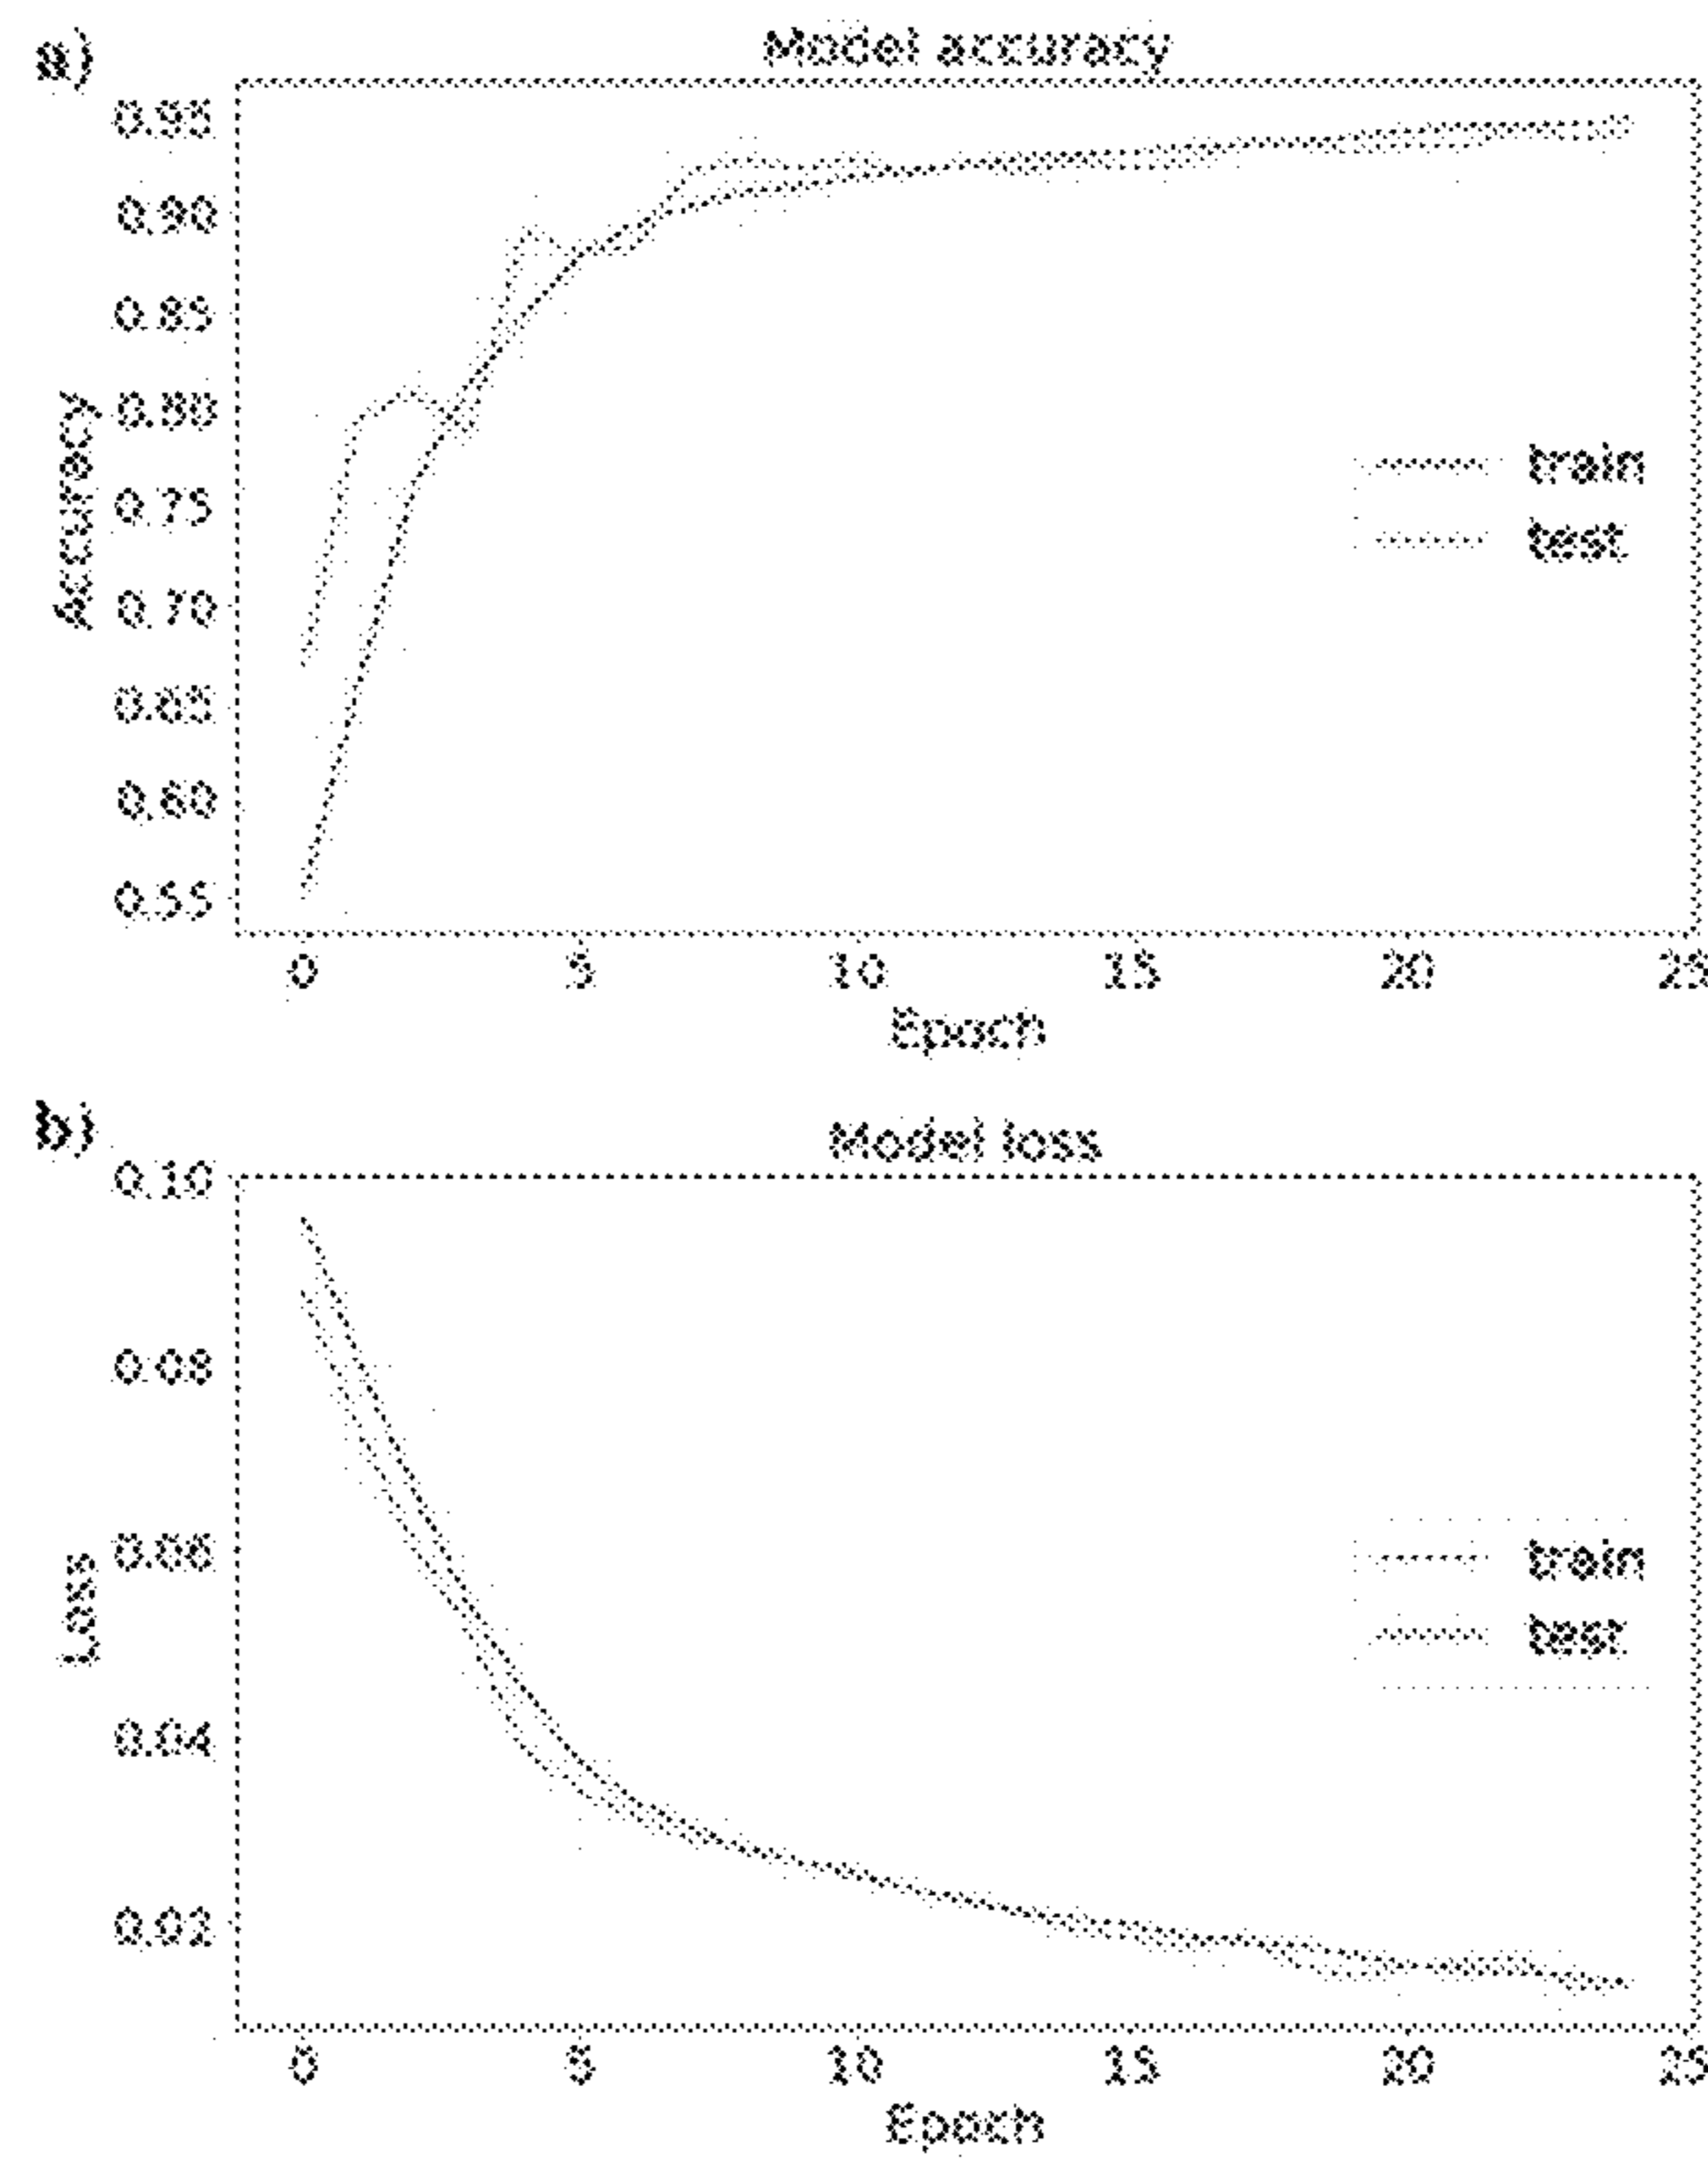 a)
Model accuracy
0.95
0.90
0.85
0.80
0.75
0.70
0.65
0.60
0.55
Accuracy
train
test
0 5 10 15 20 25
Epoch
b)
Model loss
0.10
0.08
0.06
0.04
0.02
Loss
train
test
0 5 10 15 20 25
Epoch